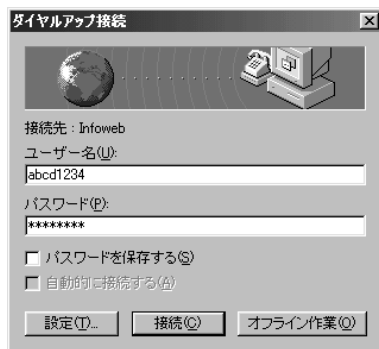 ダイヤルアップ接続
接続先 : Infoweb
ユーザー名(U):
abcd1234
パスワード(P):
********
パスワードを保存する(S)
自動的に接続する(A)
設定(T)... 接続(C) オフライン作業(O)